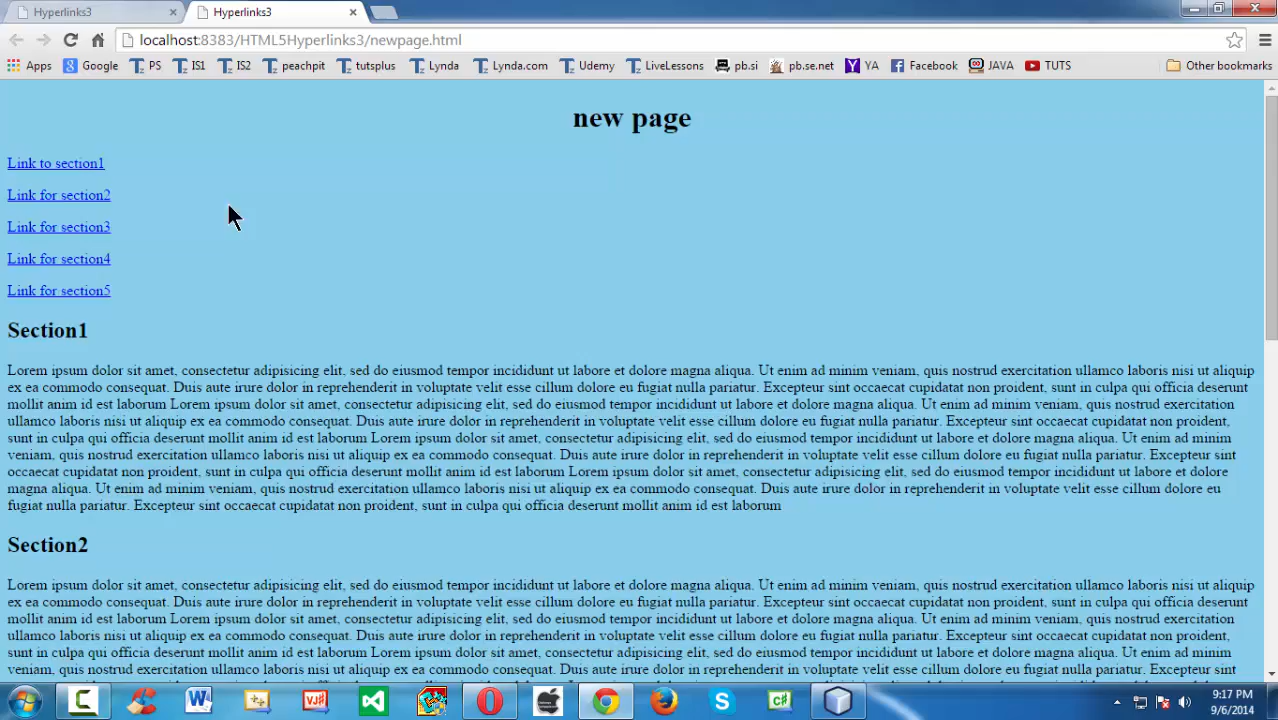 Hyperlinks3
Hyperlinks3
localhost:8383/HTML5Hyperlinks3/newpage.html
Apps Google PS IS1 IS2 peachpit tutsplus Lynda Lynda.com Udemy LiveLessons pb.si pb.se.net YA Facebook JAVA TUTS Other bookmarks
new page
Link to section1
Link for section2
Link for section3
Link for section4
Link for section5
Section1
Lorem ipsum dolor sit amet, consectetur adipisicing elit, sed do eiusmod tempor incididunt ut labore et dolore magna aliqua. Ut enim ad minim veniam, quis nostrud exercitation ullamco laboris nisi ut aliquip
ex ea commodo consequat. Duis aute irure dolor in reprehenderit in voluptate velit esse cillum dolore eu fugiat nulla pariatur. Excepteur sint occaecat cupidatat non proident, sunt in culpa qui officia deserunt
mollit anim id est laborum Lorem ipsum dolor sit amet, consectetur adipisicing elit, sed do eiusmod tempor incididunt ut labore et dolore magna aliqua. Ut enim ad minim veniam, quis nostrud exercitation
ullamco laboris nisi ut aliquip ex ea commodo consequat. Duis aute irure dolor in reprehenderit in voluptate velit esse cillum dolore eu fugiat nulla pariatur. Excepteur sint occaecat cupidatat non proident,
sunt in culpa qui officia deserunt mollit anim id est laborum Lorem ipsum dolor sit amet, consectetur adipisicing elit, sed do eiusmod tempor incididunt ut labore et dolore magna aliqua. Ut enim ad minim
veniam, quis nostrud exercitation ullamco laboris nisi ut aliquip ex ea commodo consequat. Duis aute irure dolor in reprehenderit in voluptate velit esse cillum dolore eu fugiat nulla pariatur. Excepteur sint
occaecat cupidatat non proident, sunt in culpa qui officia deserunt mollit anim id est laborum Lorem ipsum dolor sit amet, consectetur adipisicing elit, sed do eiusmod tempor incididunt ut labore et dolore
magna aliqua. Ut enim ad minim veniam, quis nostrud exercitation ullamco laboris nisi ut aliquip ex ea commodo consequat. Duis aute irure dolor in reprehenderit in voluptate velit esse cillum dolore eu
fugiat nulla pariatur. Excepteur sint occaecat cupidatat non proident, sunt in culpa qui officia deserunt mollit anim id est laborum
Section2
Lorem ipsum dolor sit amet, consectetur adipisicing elit, sed do eiusmod tempor incididunt ut labore et dolore magna aliqua. Ut enim ad minim veniam, quis nostrud exercitation ullamco laboris nisi ut aliquip
ex ea commodo consequat. Duis aute irure dolor in reprehenderit in voluptate velit esse cillum dolore eu fugiat nulla pariatur. Excepteur sint occaecat cupidatat non proident, sunt in culpa qui officia deserunt
mollit anim id est laborum Lorem ipsum dolor sit amet, consectetur adipisicing elit, sed do eiusmod tempor incididunt ut labore et dolore magna aliqua. Ut enim ad minim veniam, quis nostrud exercitation
ullamco laboris nisi ut aliquip ex ea commodo consequat. Duis aute irure dolor in reprehenderit in voluptate velit esse cillum dolore eu fugiat nulla pariatur. Excepteur sint occaecat cupidatat non proident,
sunt in culpa qui officia deserunt mollit anim id est laborum Lorem ipsum dolor sit amet, consectetur adipisicing elit, sed do eiusmod tempor incididunt ut labore et dolore magna aliqua. Ut enim ad minim
veniam, quis nostrud exercitation ullamco laboris nisi ut aliquip ex ea commodo consequat. Duis aute irure dolor in reprehenderit in voluptate velit esse cillum dolore eu fugiat nulla pariatur. Excepteur sint
9:17 PM
9/6/2014